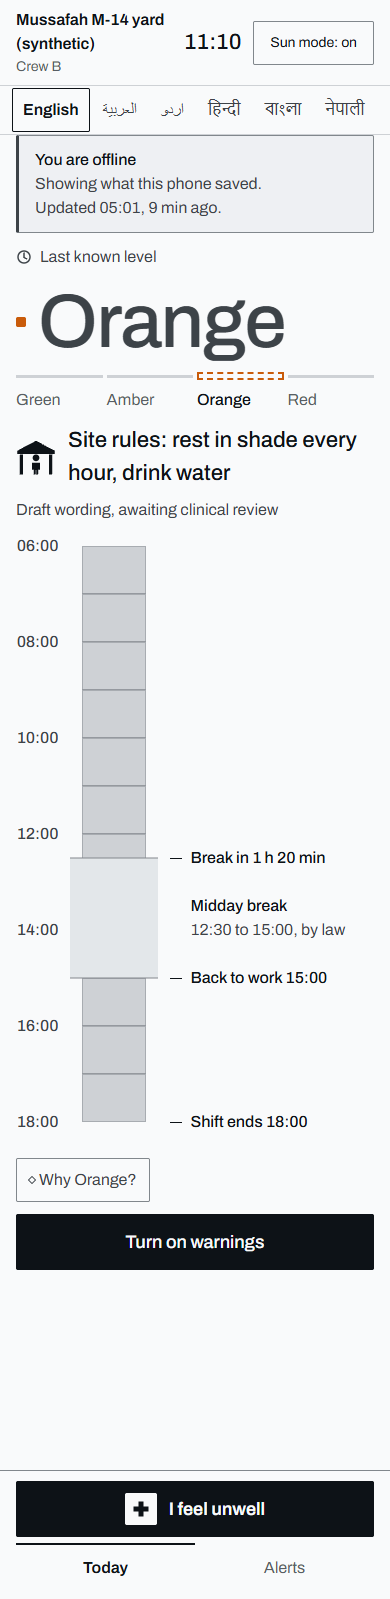 Mussafah M-14 yard
(synthetic)
Crew B
11:10
Sun mode: on
English
العربية
اردو
हिन्दी
বাংলা
नेपाली
You are offline
Showing what this phone saved.
Updated 05:01, 9 min ago.
Last known level
Orange
Green
Amber
Orange
Red
Site rules: rest in shade every
hour, drink water
Draft wording, awaiting clinical review
06:00
08:00
10:00
12:00
Break in 1 h 20 min
Midday break
14:00
12:30 to 15:00, by law
Back to work 15:00
16:00
18:00
Shift ends 18:00
Why Orange?
Turn on warnings
I feel unwell
Today
Alerts